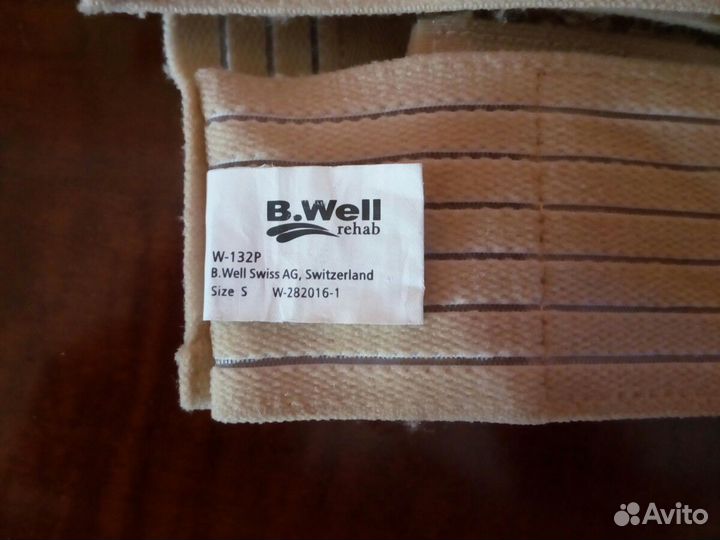 B.Well
rehab
W-132P
B.Well Swiss AG, Switzerland
Size S W-282016-1
Avito